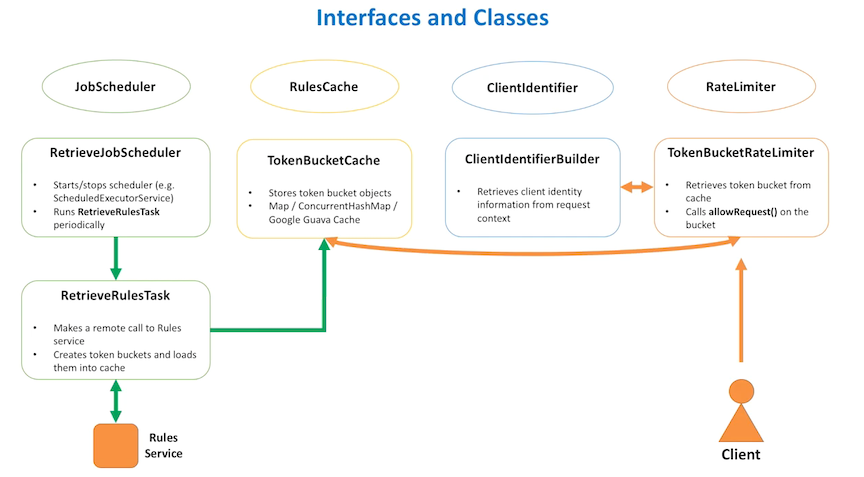 Interfaces and Classes
JobScheduler
RulesCache
ClientIdentifier
RateLimiter
RetrieveJobScheduler
• Starts/stops scheduler (e.g.
ScheduledExecutorService)
• Runs RetrieveRulesTask
periodically
TokenBucketCache
• Stores token bucket objects
• Map / ConcurrentHashMap /
Google Guava Cache
ClientIdentifierBuilder
• Retrieves client identity
information from request
context
TokenBucketRateLimiter
• Retrieves token bucket from
cache
• Calls allowRequest() on the
bucket
RetrieveRulesTask
• Makes a remote call to Rules
service
• Creates token buckets and loads
them into cache
Rules
Service
Client